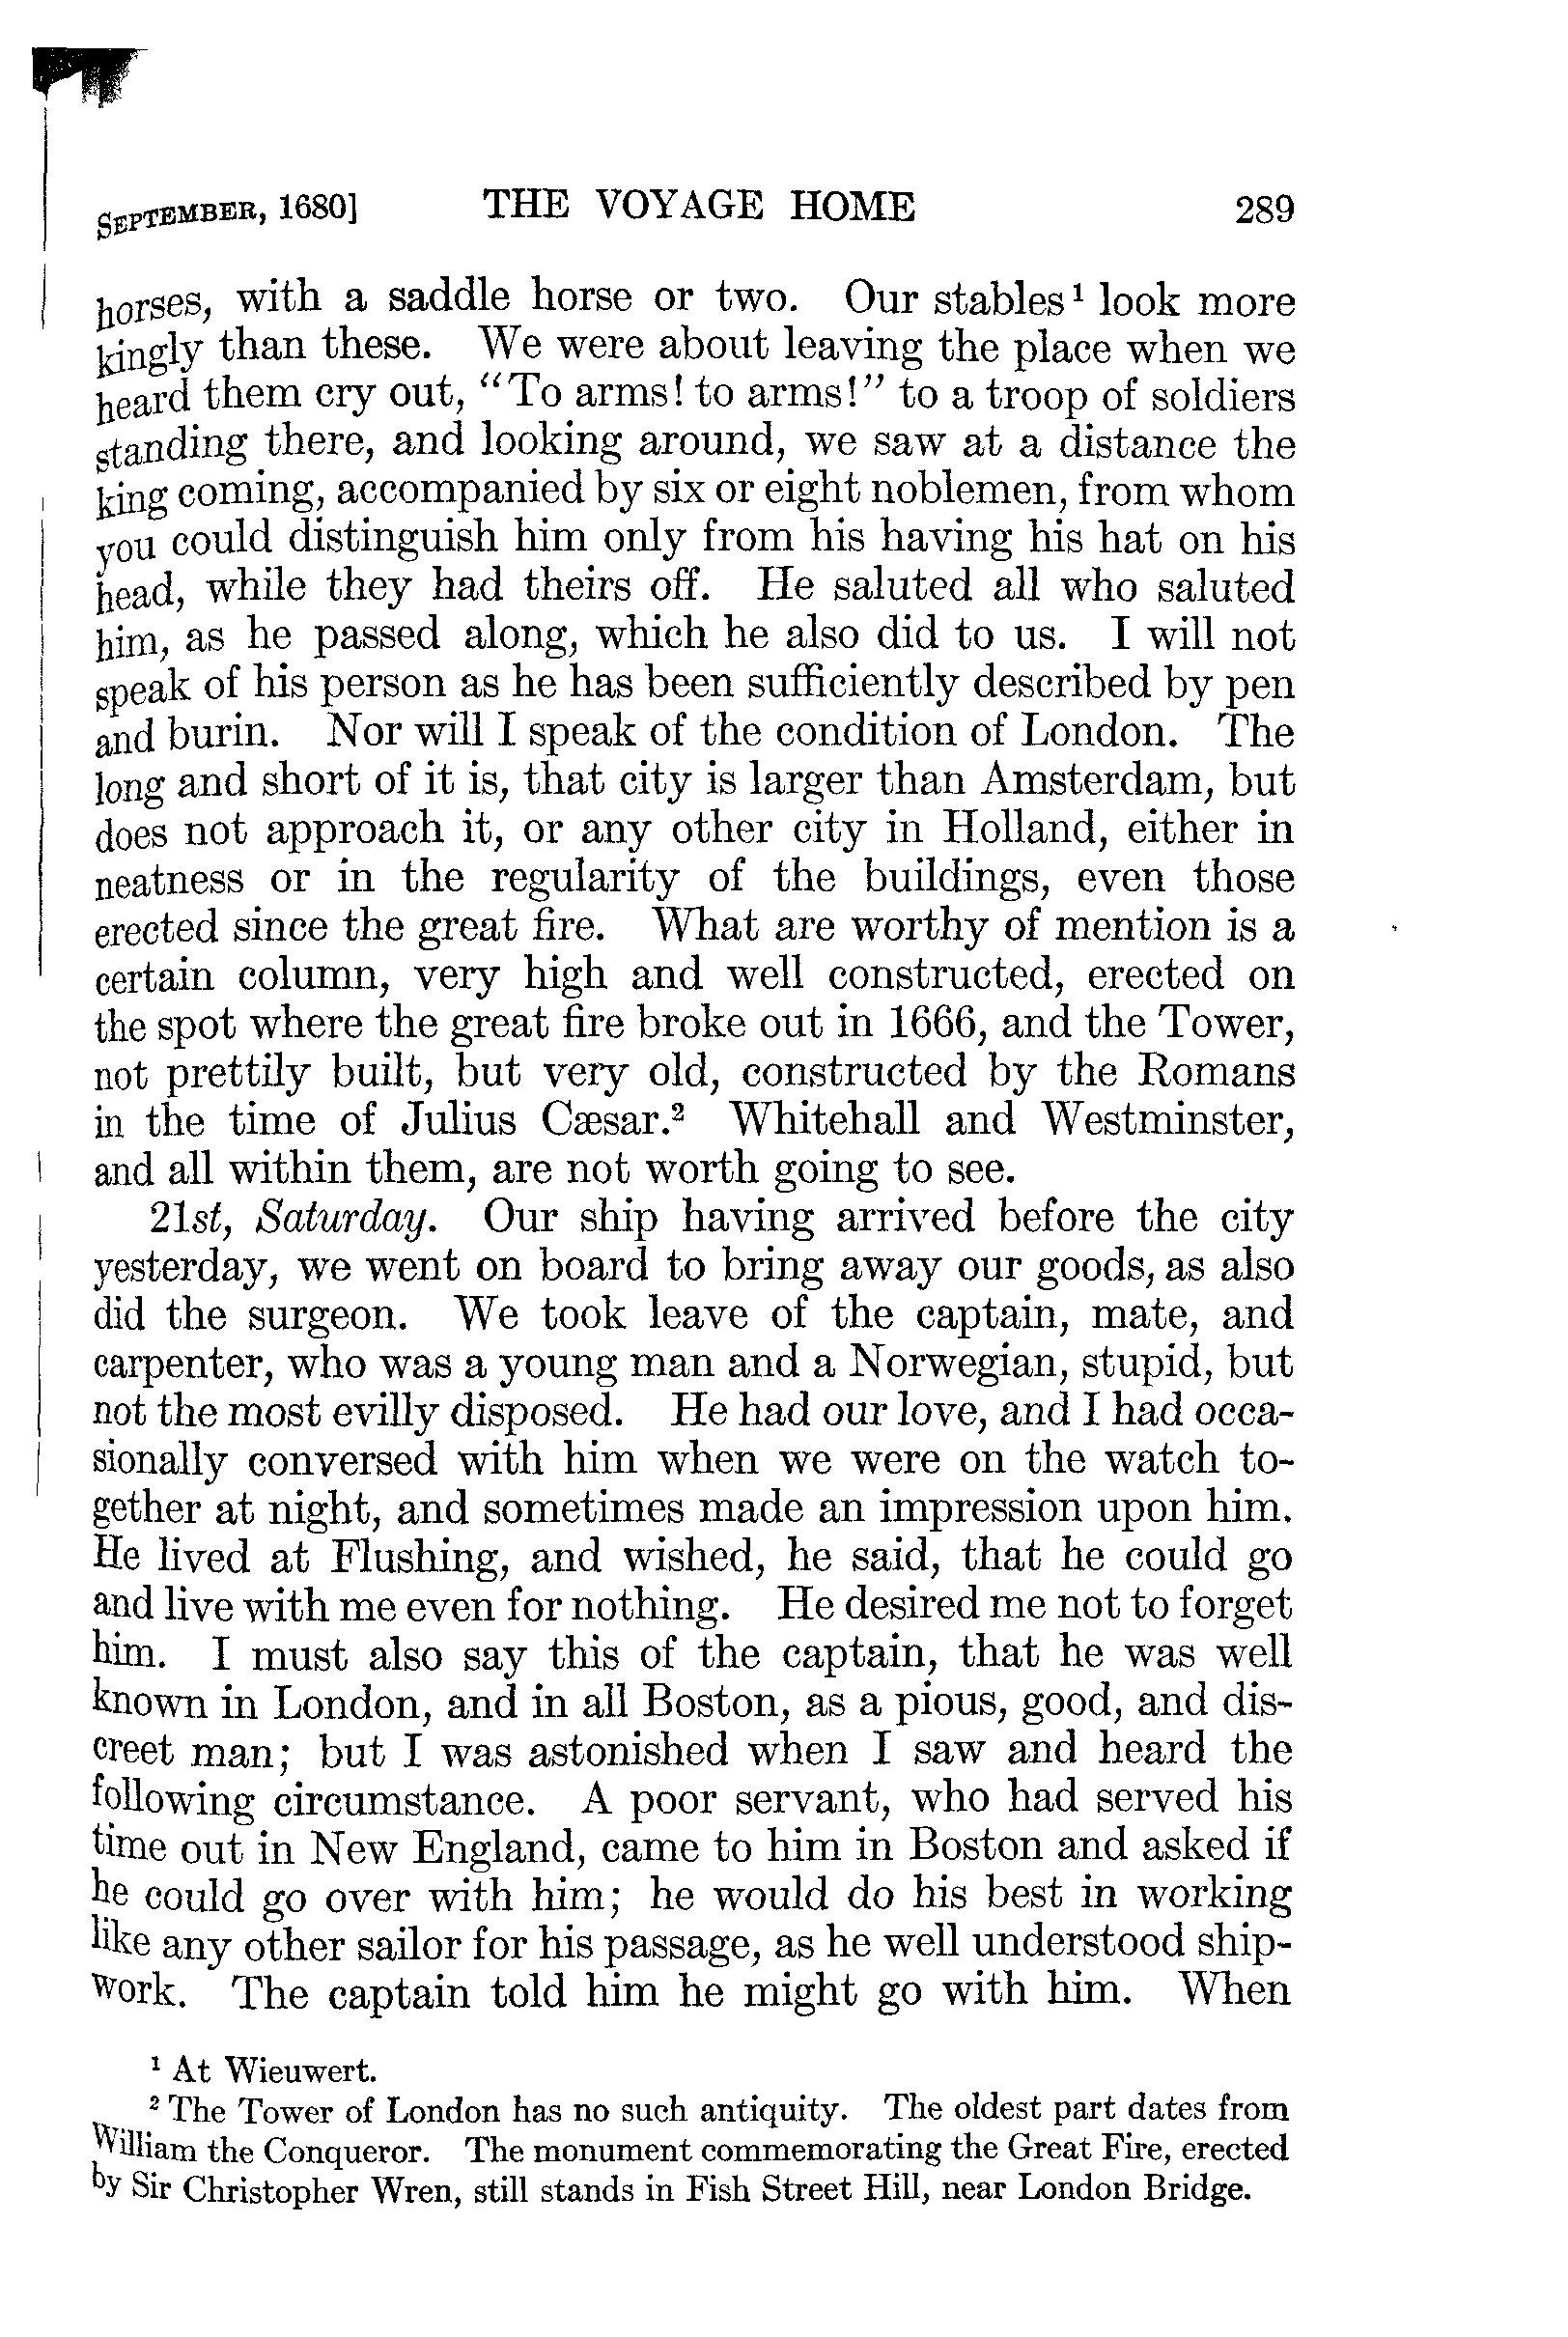 SEPTEMBER, 1680] THE VOYAGE HOME 289
horses, with a saddle horse or two. Our stables¹ look more
kingly than these. We were about leaving the place when we
heard them cry out, “To arms! to arms!” to a troop of soldiers
standing there, and looking around, we saw at a distance the
king coming, accompanied by six or eight noblemen, from whom
you could distinguish him only from his having his hat on his
head, while they had theirs off. He saluted all who saluted
him, as he passed along, which he also did to us. I will not
speak of his person as he has been sufficiently described by pen
and burin. Nor will I speak of the condition of London. The
long and short of it is, that city is larger than Amsterdam, but
does not approach it, or any other city in Holland, either in
neatness or in the regularity of the buildings, even those
erected since the great fire. What are worthy of mention is a
certain column, very high and well constructed, erected on
the spot where the great fire broke out in 1666, and the Tower,
not prettily built, but very old, constructed by the Romans
in the time of Julius Cæsar.² Whitehall and Westminster,
and all within them, are not worth going to see.
21st, Saturday. Our ship having arrived before the city
yesterday, we went on board to bring away our goods, as also
did the surgeon. We took leave of the captain, mate, and
carpenter, who was a young man and a Norwegian, stupid, but
not the most evilly disposed. He had our love, and I had occa-
sionally conversed with him when we were on the watch to-
gether at night, and sometimes made an impression upon him.
He lived at Flushing, and wished, he said, that he could go
and live with me even for nothing. He desired me not to forget
him. I must also say this of the captain, that he was well
known in London, and in all Boston, as a pious, good, and dis-
creet man; but I was astonished when I saw and heard the
following circumstance. A poor servant, who had served his
time out in New England, came to him in Boston and asked if
he could go over with him; he would do his best in working
like any other sailor for his passage, as he well understood ship-
work. The captain told him he might go with him. When
¹ At Wieuwert.
² The Tower of London has no such antiquity. The oldest part dates from
William the Conqueror. The monument commemorating the Great Fire, erected
by Sir Christopher Wren, still stands in Fish Street Hill, near London Bridge.